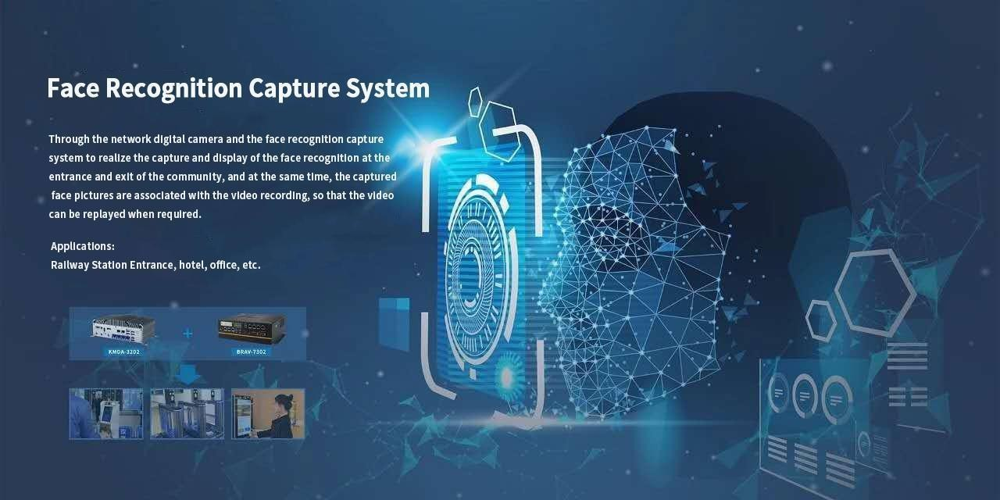 Face Recognition Capture System
Through the network digital camera and the face recognition capture
system to realize the capture and display of the face recognition at the
entrance and exit of the community, and at the same time, the captured
face pictures are associated with the video recording, so that the video
can be replayed when required.
Applications:
Railway Station Entrance, hotel, office, etc.
+
KMDA-3202
BRAV-7302